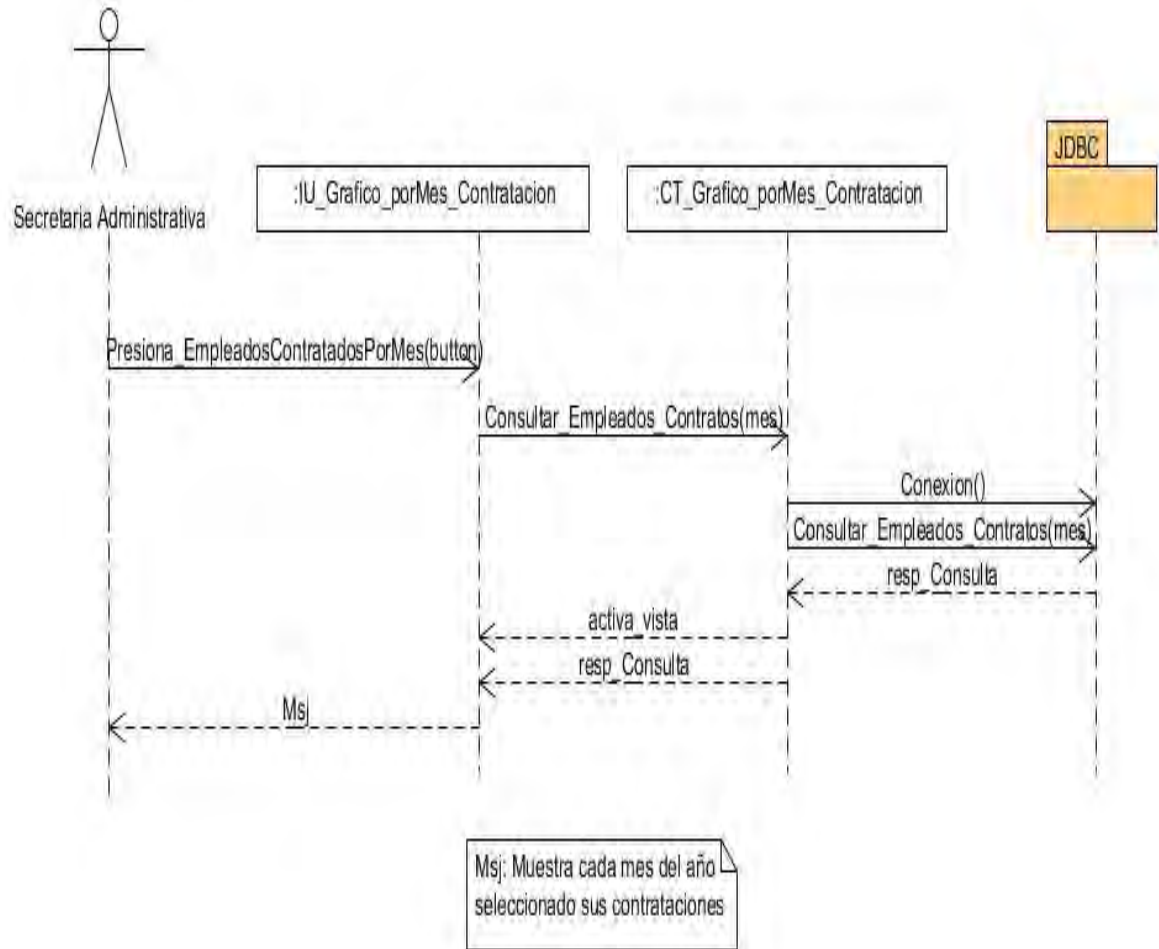 JDBC
Secretaria Administrativa
:IU_Grafico_porMes_Contratacion
:CT_Grafico_porMes_Contratacion
Presiona_EmpleadosContratadosPorMes(button)
Consultar_Empleados_Contratos(mes)
Conexion()
Consultar_Empleados_Contratos(mes)
resp_Consulta
activa_vista
resp_Consulta
Msj
Msj: Muestra cada mes del año
seleccionado sus contrataciones